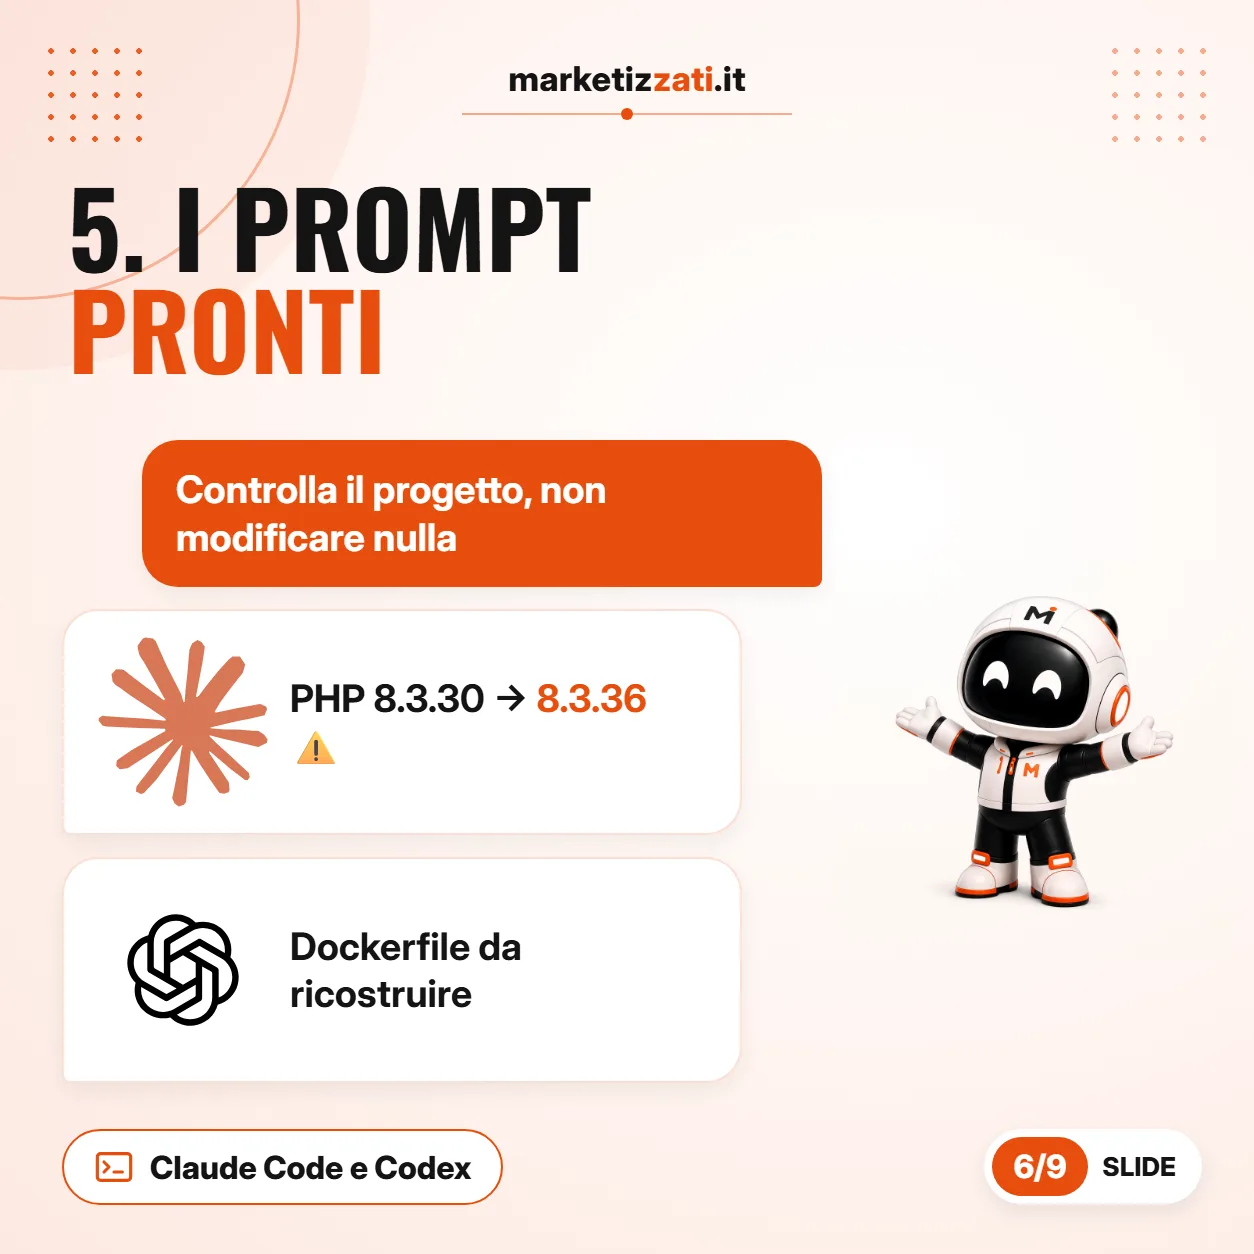 marketizzati.it
5. I PROMPT
PRONTI
Controlla il progetto, non
modificare nulla
PHP 8.3.30 → 8.3.36
⚠️
Dockerfile da
ricostruire
M
M
Claude Code e Codex
6/9 SLIDE